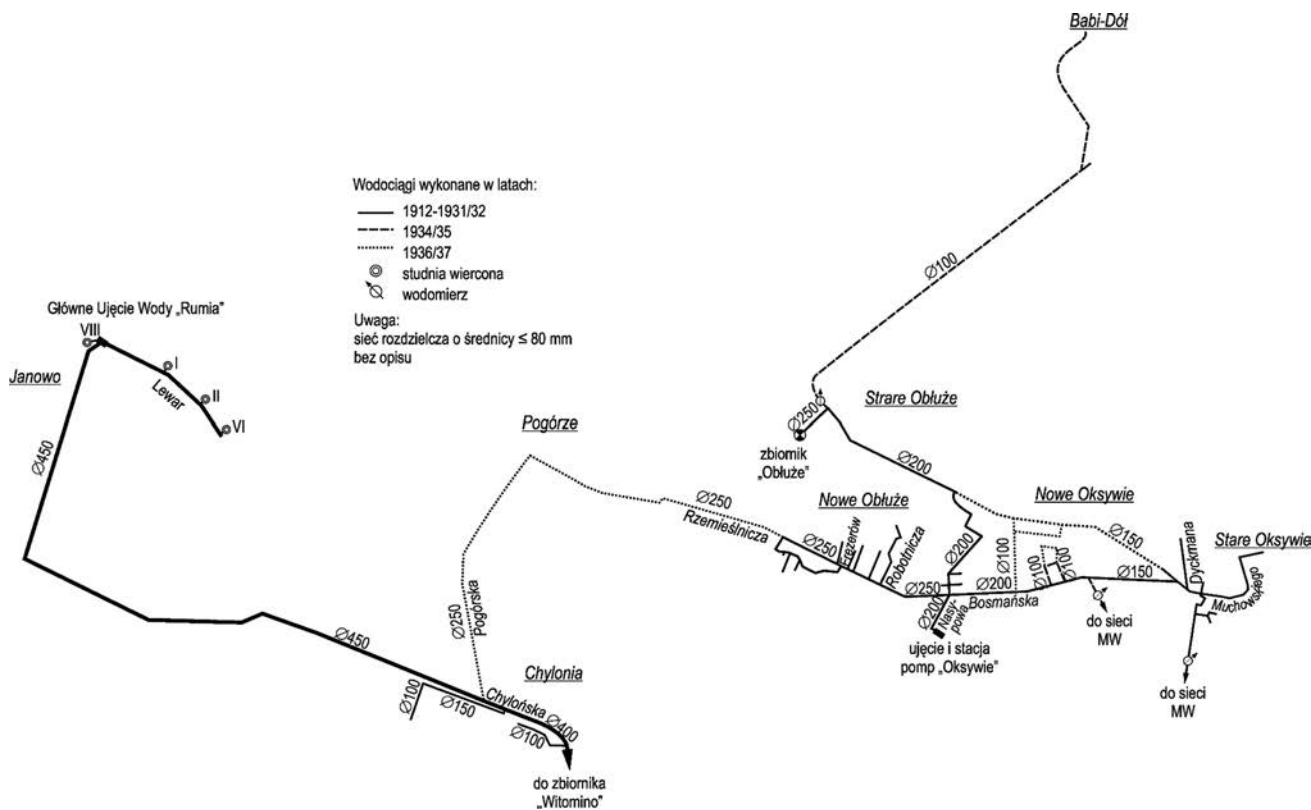 Babi-Dół
Wodociągi wykonane w latach:
1912-1931/32
1934/35
1936/37
studnia wiercona
wodomierz
Uwaga:
sieć rozdzielcza o średnicy ≤ 80 mm
bez opisu
Ø100
Główne Ujęcie Wody „Rumia”
VIII
I
Janowo
Lewar
II
VI
Ø450
Ø250
Strare Obłuże
zbiornik
„Obłuże”
Pogórze
Ø200
Ø250
Rzemieślnicza
Nowe Obłuże
Nowe Oksywie
Ø250
Frezerów
Robotnicza
Ø200
Ø100
Ø150
Stare Oksywie
Dyckmana
Ø100
Ø100
Ø150
Ø250
Ø200
Bosmańska
Muchowskiego
Ø200
Nasy-
powa
do sieci
MW
ujęcie i stacja
pomp „Oksywie”
do sieci
MW
Ø250
Pogórska
Ø450
Chylonia
Ø100
Ø150
Chylońska
Ø400
Ø100
do zbiornika
„Witomino”